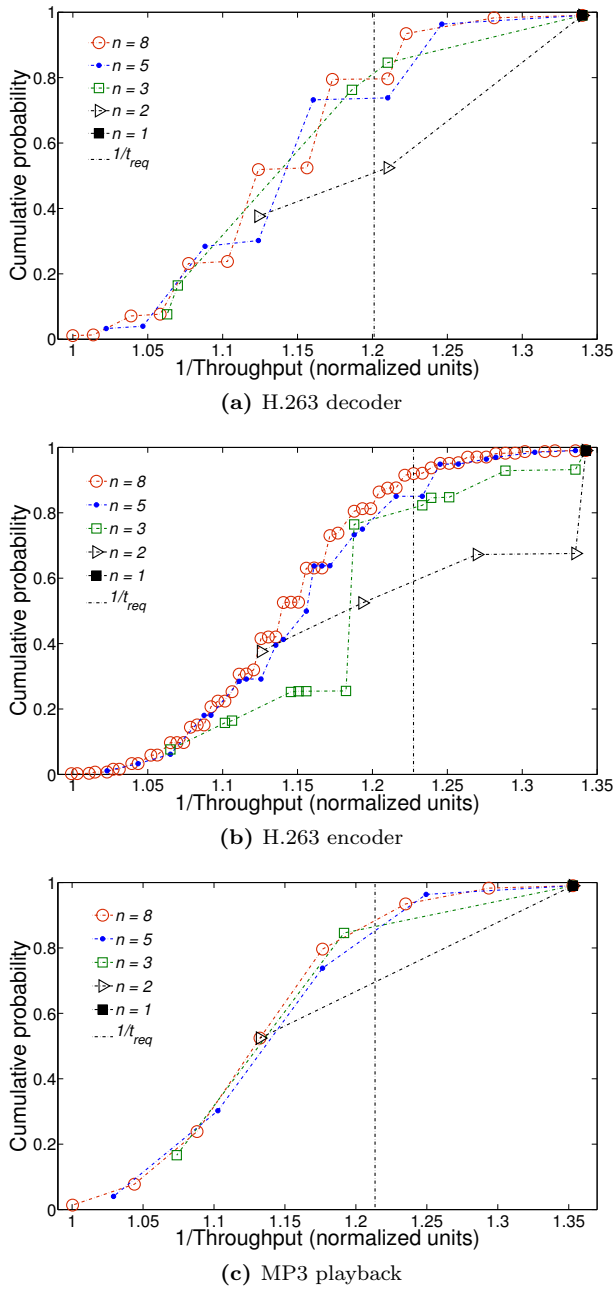 1
0.8
0.6
0.4
0.2
0
Cumulative probability
n = 8
n = 5
n = 3
n = 2
n = 1
1/t_req
1 1.05 1.1 1.15 1.2 1.25 1.3 1.35
1/Throughput (normalized units)
(a) H.263 decoder
1
0.8
0.6
0.4
0.2
0
Cumulative probability
n = 8
n = 5
n = 3
n = 2
n = 1
1/t_req
1 1.05 1.1 1.15 1.2 1.25 1.3 1.35
1/Throughput (normalized units)
(b) H.263 encoder
1
0.8
0.6
0.4
0.2
0
Cumulative probability
n = 8
n = 5
n = 3
n = 2
n = 1
1/t_req
1 1.05 1.1 1.15 1.2 1.25 1.3 1.35
1/Throughput (normalized units)
(c) MP3 playback